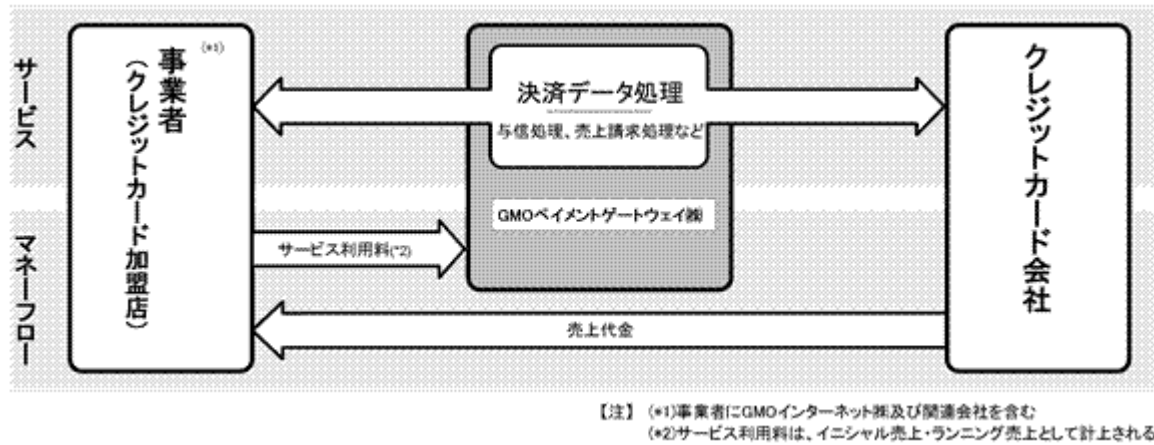 サービス
事業者
(*1)
(クレジットカード加盟店)
決済データ処理
与信処理、売上請求処理など
GMOペイメントゲートウェイ㈱
クレジットカード会社
マネーフロー
サービス利用料(*2)
売上代金
【注】 (*1)事業者にGMOインターネット㈱及び関連会社を含む
(*2)サービス利用料は、イニシャル売上・ランニング売上として計上される